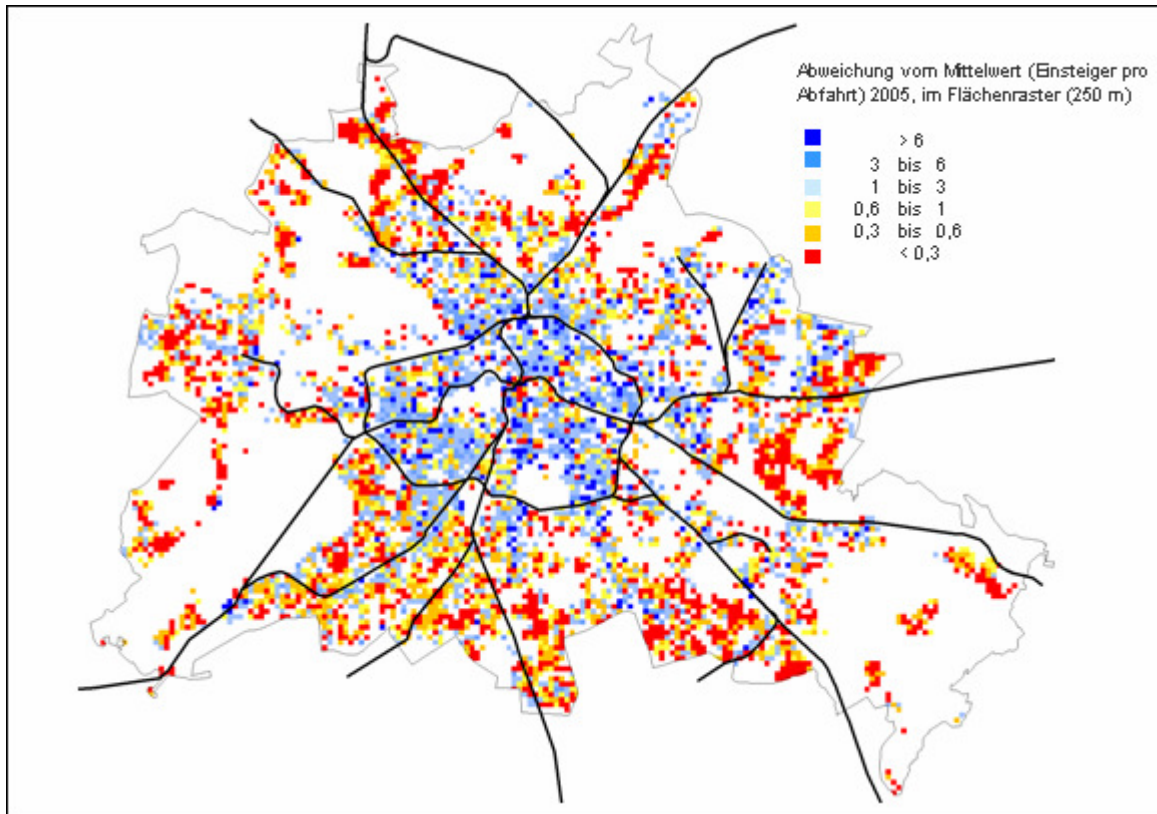 Abweichung vom Mittelwert (Einsteiger pro
Abfahrt) 2005, im Flächenraster (250 m)
> 6
3 bis 6
1 bis 3
0,6 bis 1
0,3 bis 0,6
< 0,3